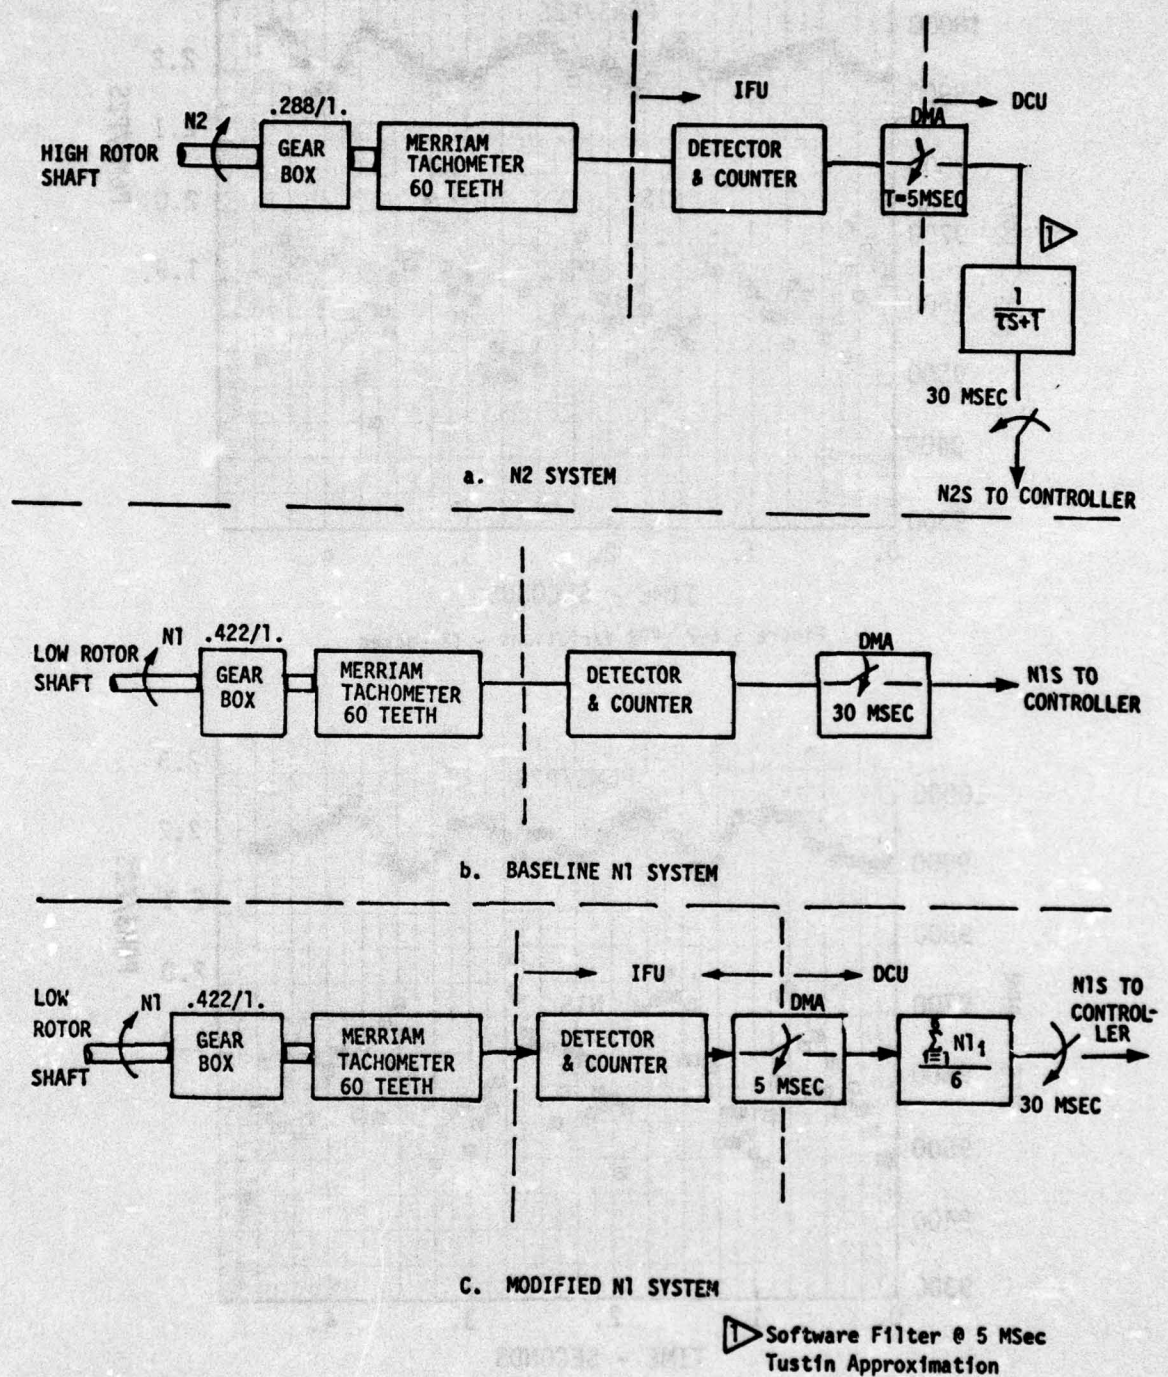 IFU
DCU
N2
.288/1.
DMA
HIGH ROTOR
SHAFT
GEAR
BOX
MERRIAM
TACHOMETER
60 TEETH
DETECTOR
& COUNTER
T=5MSEC
1
1
τS+1
30 MSEC
a. N2 SYSTEM
N2S TO CONTROLLER
N1
.422/1.
DMA
LOW ROTOR
SHAFT
GEAR
BOX
MERRIAM
TACHOMETER
60 TEETH
DETECTOR
& COUNTER
30 MSEC
N1S TO
CONTROLLER
b. BASELINE N1 SYSTEM
IFU
DCU
LOW
ROTOR
SHAFT
N1
.422/1.
DMA
N1S TO
CONTROL-
LER
GEAR
BOX
MERRIAM
TACHOMETER
60 TEETH
DETECTOR
& COUNTER
5 MSEC
6
Σ N1i
i=1
6
30 MSEC
C. MODIFIED N1 SYSTEM
1 Software Filter @ 5 MSec
Tustin Approximation